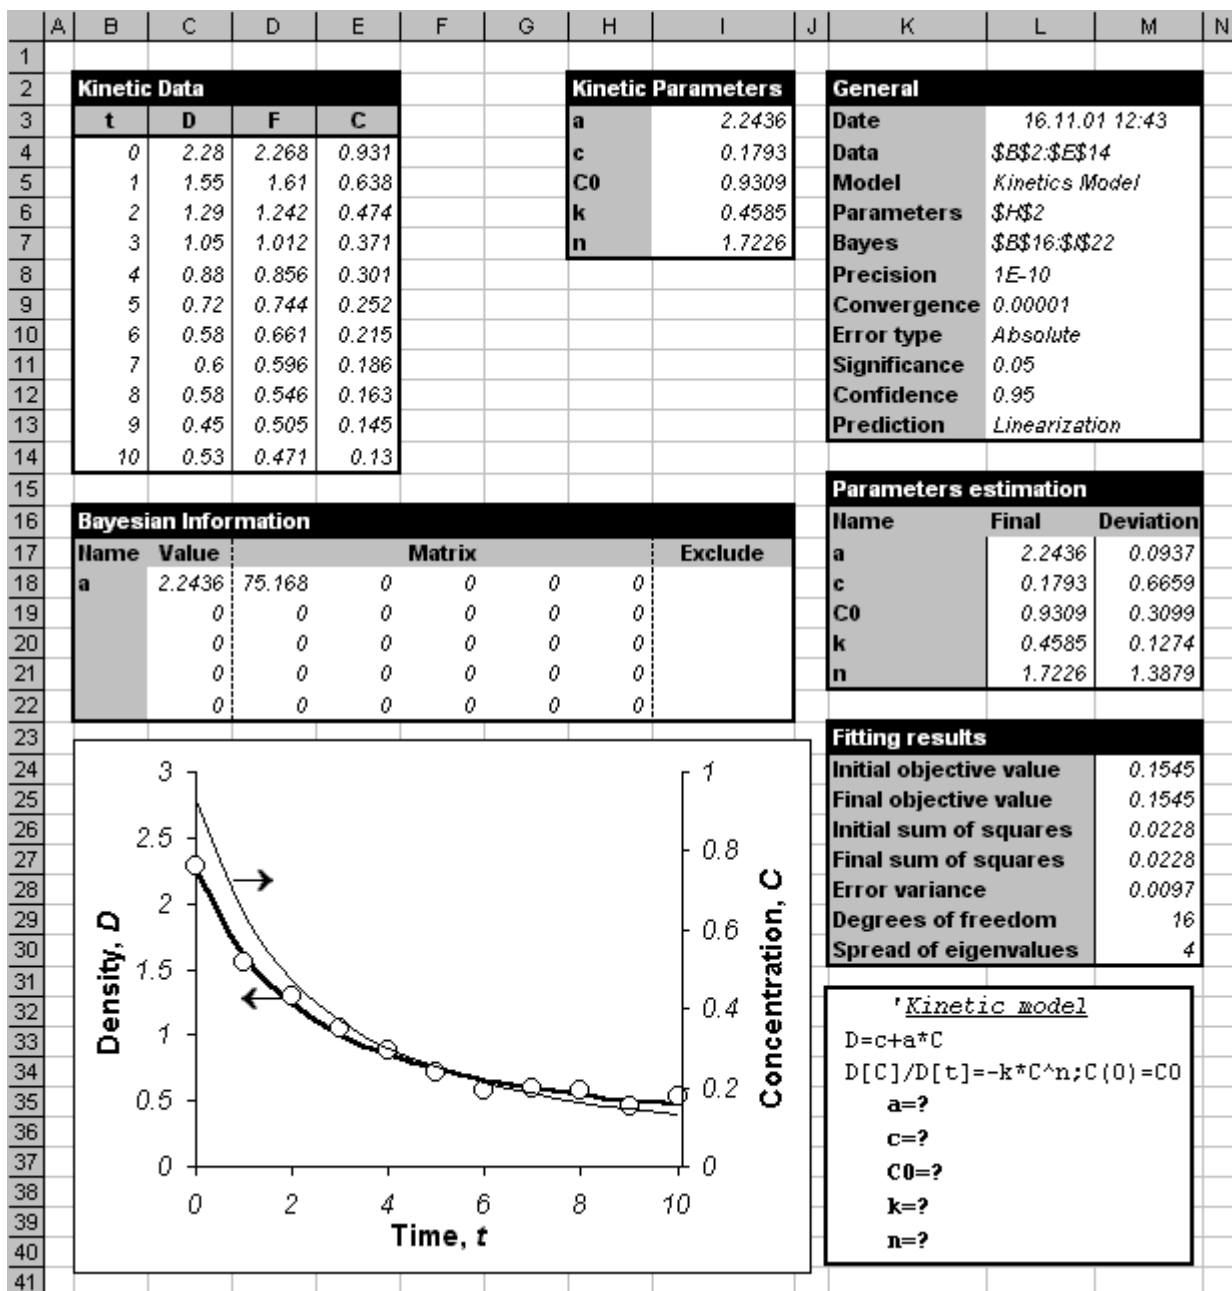 A B C D E F G H I J K L M N
1
2 Kinetic Data Kinetic Parameters General
3 t D F C a 2.2436 Date 16.11.01 12:43
4 0 2.28 2.268 0.931 c 0.1793 Data $B$2:$E$14
5 1 1.55 1.61 0.638 C0 0.9309 Model Kinetics Model
6 2 1.29 1.242 0.474 k 0.4585 Parameters $H$2
7 3 1.05 1.012 0.371 n 1.7226 Bayes $B$16:$I$22
8 4 0.88 0.856 0.301 Precision 1E-10
9 5 0.72 0.744 0.252 Convergence 0.00001
10 6 0.58 0.661 0.215 Error type Absolute
11 7 0.6 0.596 0.186 Significance 0.05
12 8 0.58 0.546 0.163 Confidence 0.95
13 9 0.45 0.505 0.145 Prediction Linearization
14 10 0.53 0.471 0.13
15 Parameters estimation
16 Bayesian Information Name Final Deviation
17 Name Value Matrix Exclude a 2.2436 0.0937
18 a 2.2436 75.168 0 0 0 0 c 0.1793 0.6659
19 0 0 0 0 0 0 C0 0.9309 0.3099
20 0 0 0 0 0 0 k 0.4585 0.1274
21 0 0 0 0 0 0 n 1.7226 1.3879
22 0 0 0 0 0 0
23 Fitting results
24 Initial objective value 0.1545
25 Final objective value 0.1545
26 Initial sum of squares 0.0228
27 Final sum of squares 0.0228
28 Error variance 0.0097
29 Degrees of freedom 16
30 Spread of eigenvalues 4
31
32
33
34
35
36
37
38
39
40
41
3
2.5
2
1.5
1
0.5
0
Density, D
1
0.8
0.6
0.4
0.2
0
Concentration, C
0 2 4 6 8 10
Time, t
'Kinetic model
D=c+a*C
D[C]/D[t]=-k*C^n;C(0)=C0
a=?
c=?
C0=?
k=?
n=?